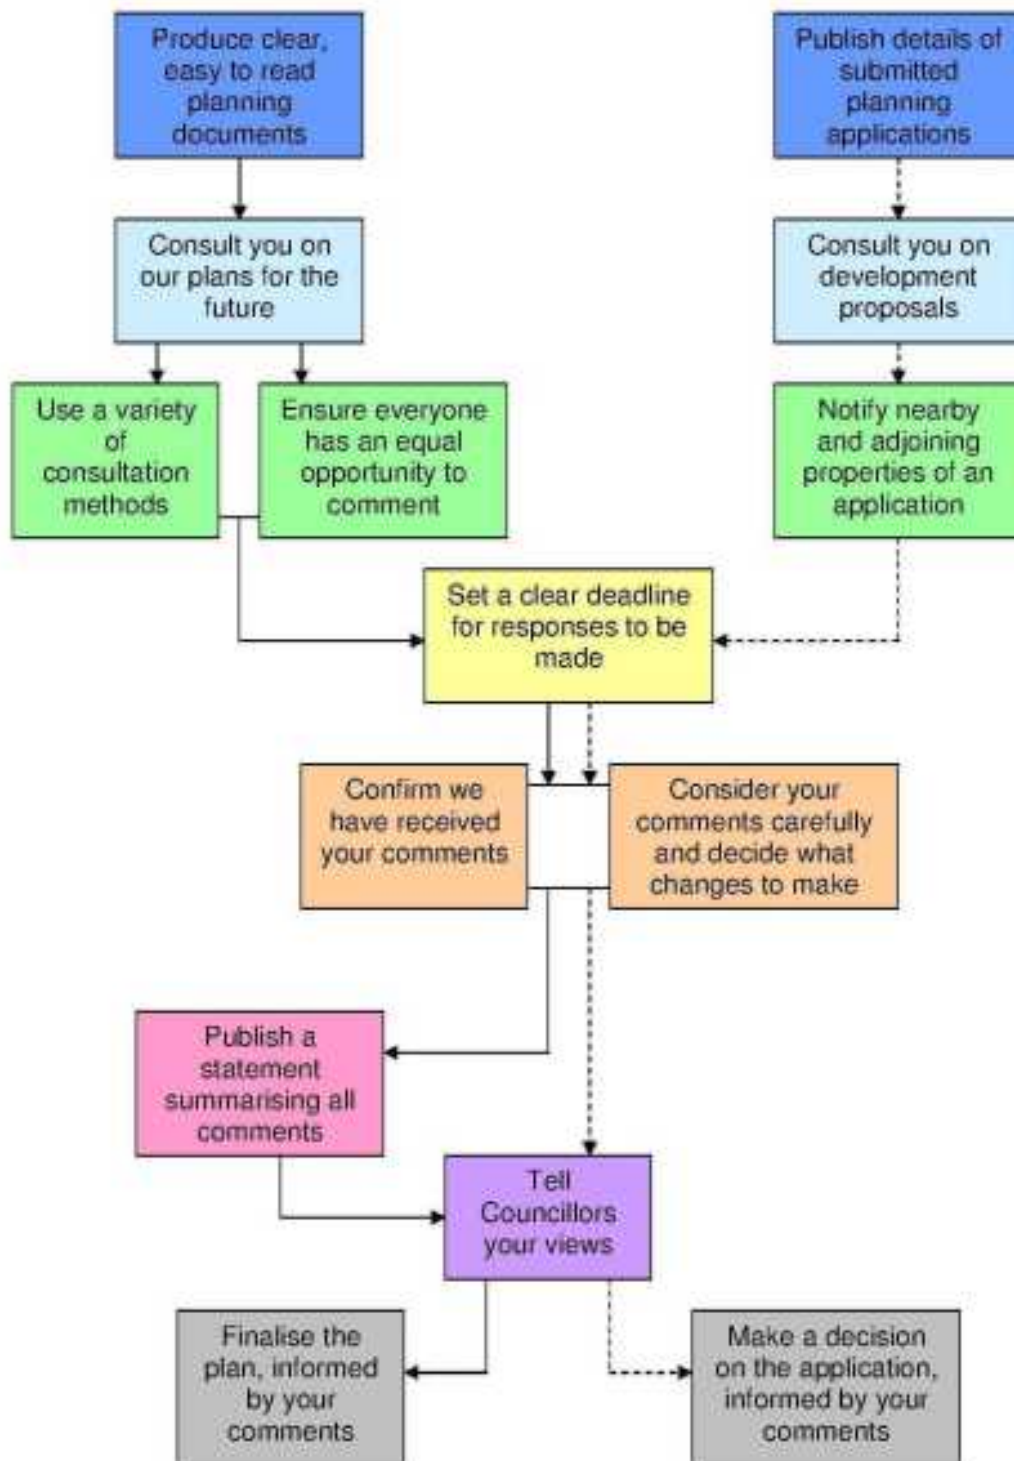 Produce clear,
easy to read
planning
documents
Publish details of
submitted
planning
applications
Consult you on
our plans for the
future
Consult you on
development
proposals
Use a variety
of
consultation
methods
Ensure everyone
has an equal
opportunity to
comment
Notify nearby
and adjoining
properties of an
application
Set a clear deadline
for responses to be
made
Confirm we
have received
your comments
Consider your
comments carefully
and decide what
changes to make
Publish a
statement
summarising all
comments
Tell
Councillors
your views
Finalise the
plan, informed
by your
comments
Make a decision
on the application,
informed by your
comments